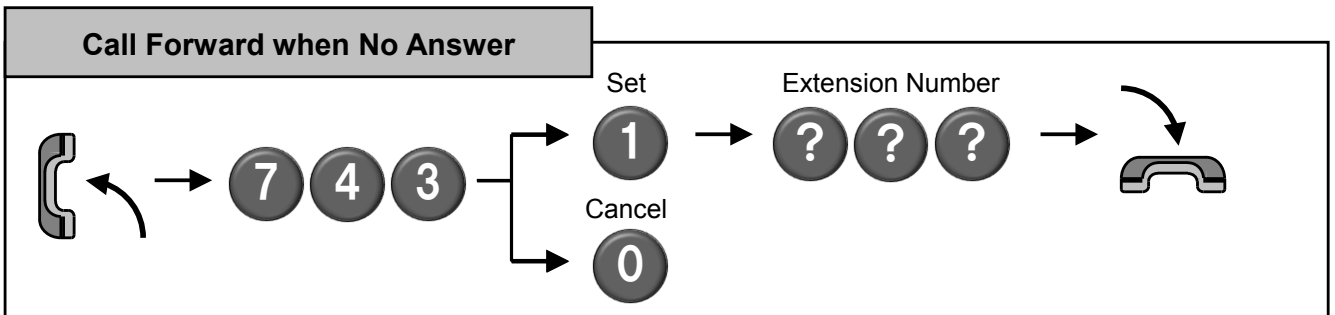 Call Forward when No Answer
Set
Extension Number
7 4 3
1
? ? ?
Cancel
0